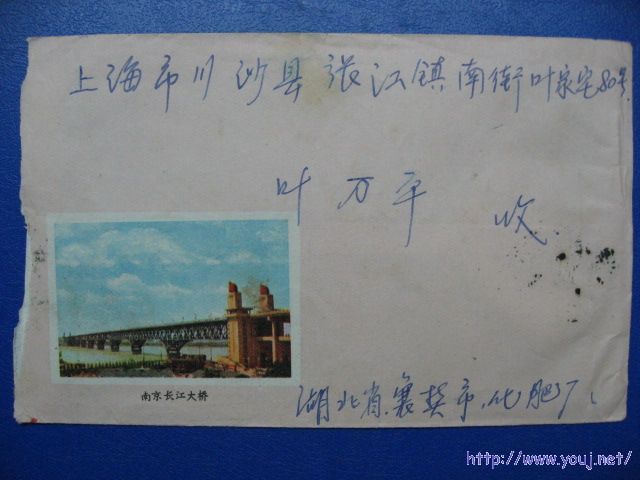 上海市川沙县张江镇南街叶家宅80号
叶万平 收
南京长江大桥
湖北省襄樊市化肥厂
http://www.youj.net/